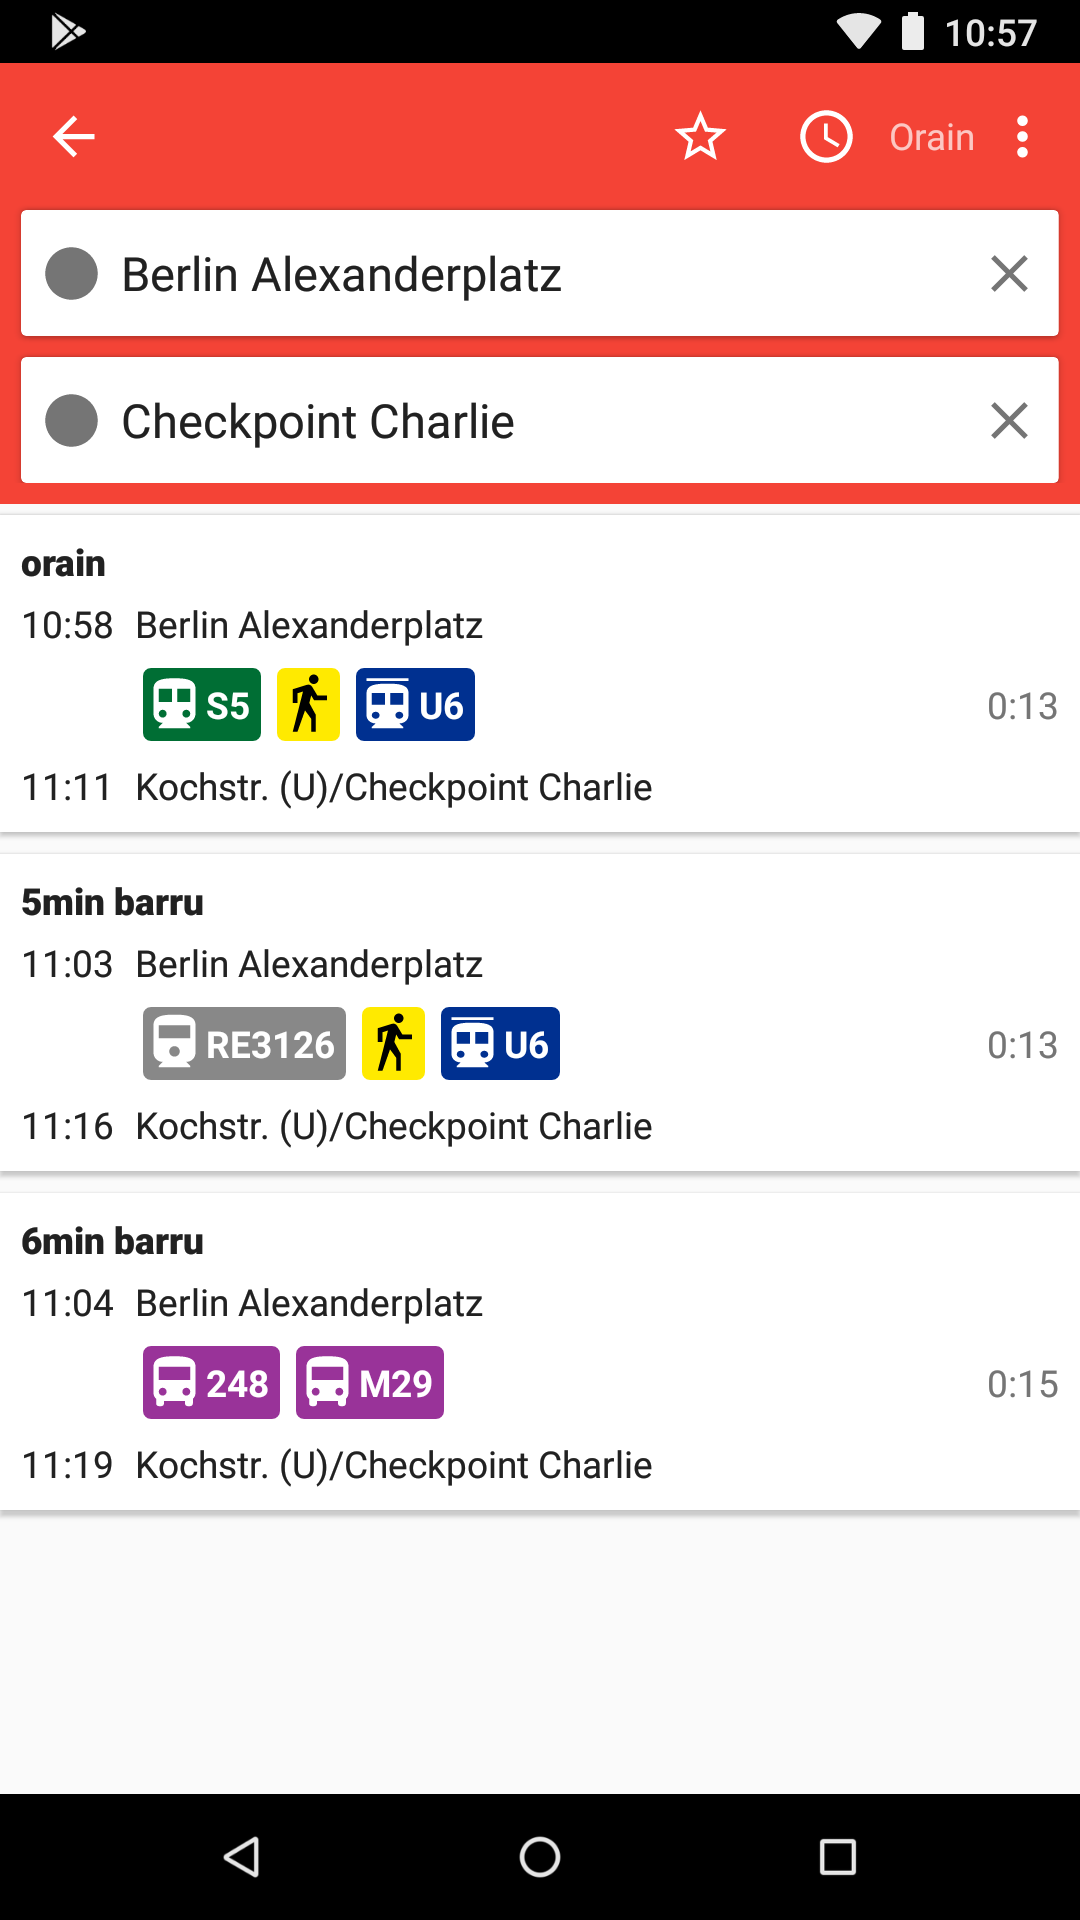 10:57
Orain
Berlin Alexanderplatz
Checkpoint Charlie
orain
10:58 Berlin Alexanderplatz
S5 U6 0:13
11:11 Kochstr. (U)/Checkpoint Charlie
5min barru
11:03 Berlin Alexanderplatz
RE3126 U6 0:13
11:16 Kochstr. (U)/Checkpoint Charlie
6min barru
11:04 Berlin Alexanderplatz
248 M29 0:15
11:19 Kochstr. (U)/Checkpoint Charlie